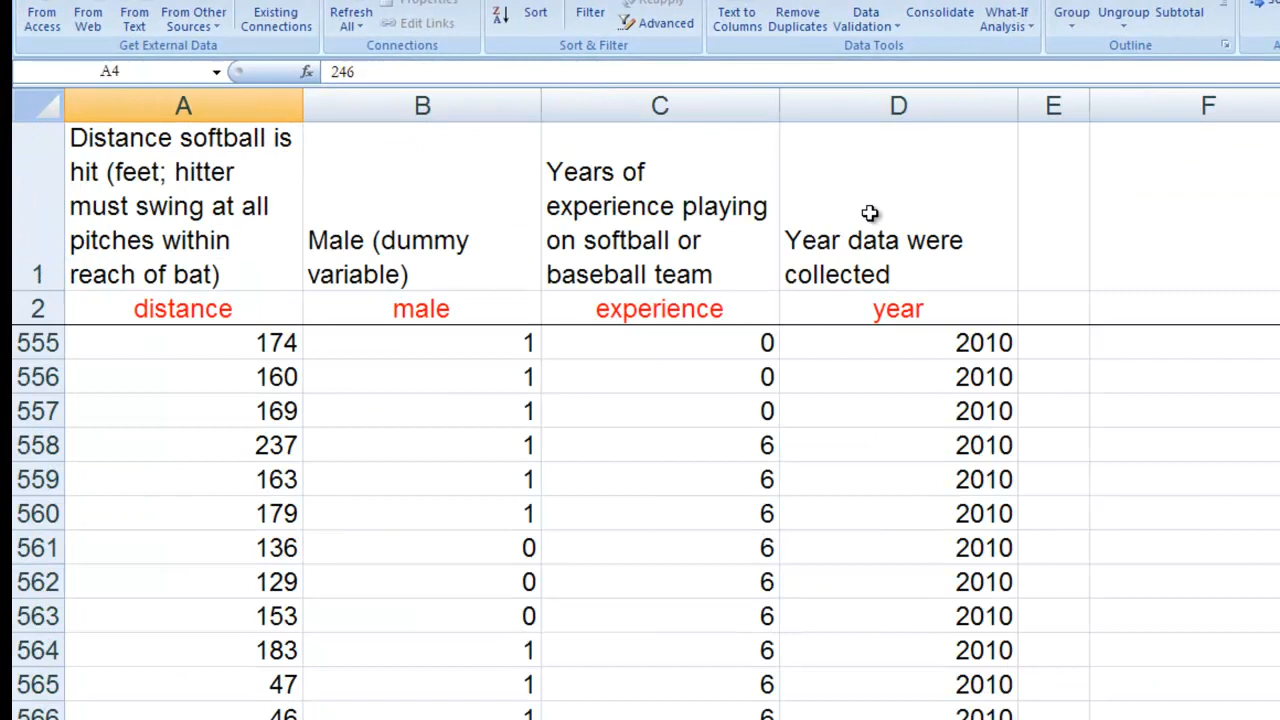 From Access From Web From Text From Other Sources Existing Connections Refresh All Properties Edit Links Sort Filter Reapply Advanced Text to Columns Remove Duplicates Data Validation Consolidate What-If Analysis Group Ungroup Subtotal
Get External Data Connections Sort & Filter Data Tools Outline
A4 fx 246
A B C D E F
1 Distance softball is hit (feet; hitter must swing at all pitches within reach of bat) Male (dummy variable) Years of experience playing on softball or baseball team Year data were collected
2 distance male experience year
555 174 1 0 2010
556 160 1 0 2010
557 169 1 0 2010
558 237 1 6 2010
559 163 1 6 2010
560 179 1 6 2010
561 136 0 6 2010
562 129 0 6 2010
563 153 0 6 2010
564 183 1 6 2010
565 47 1 6 2010
566 46 1 6 2010